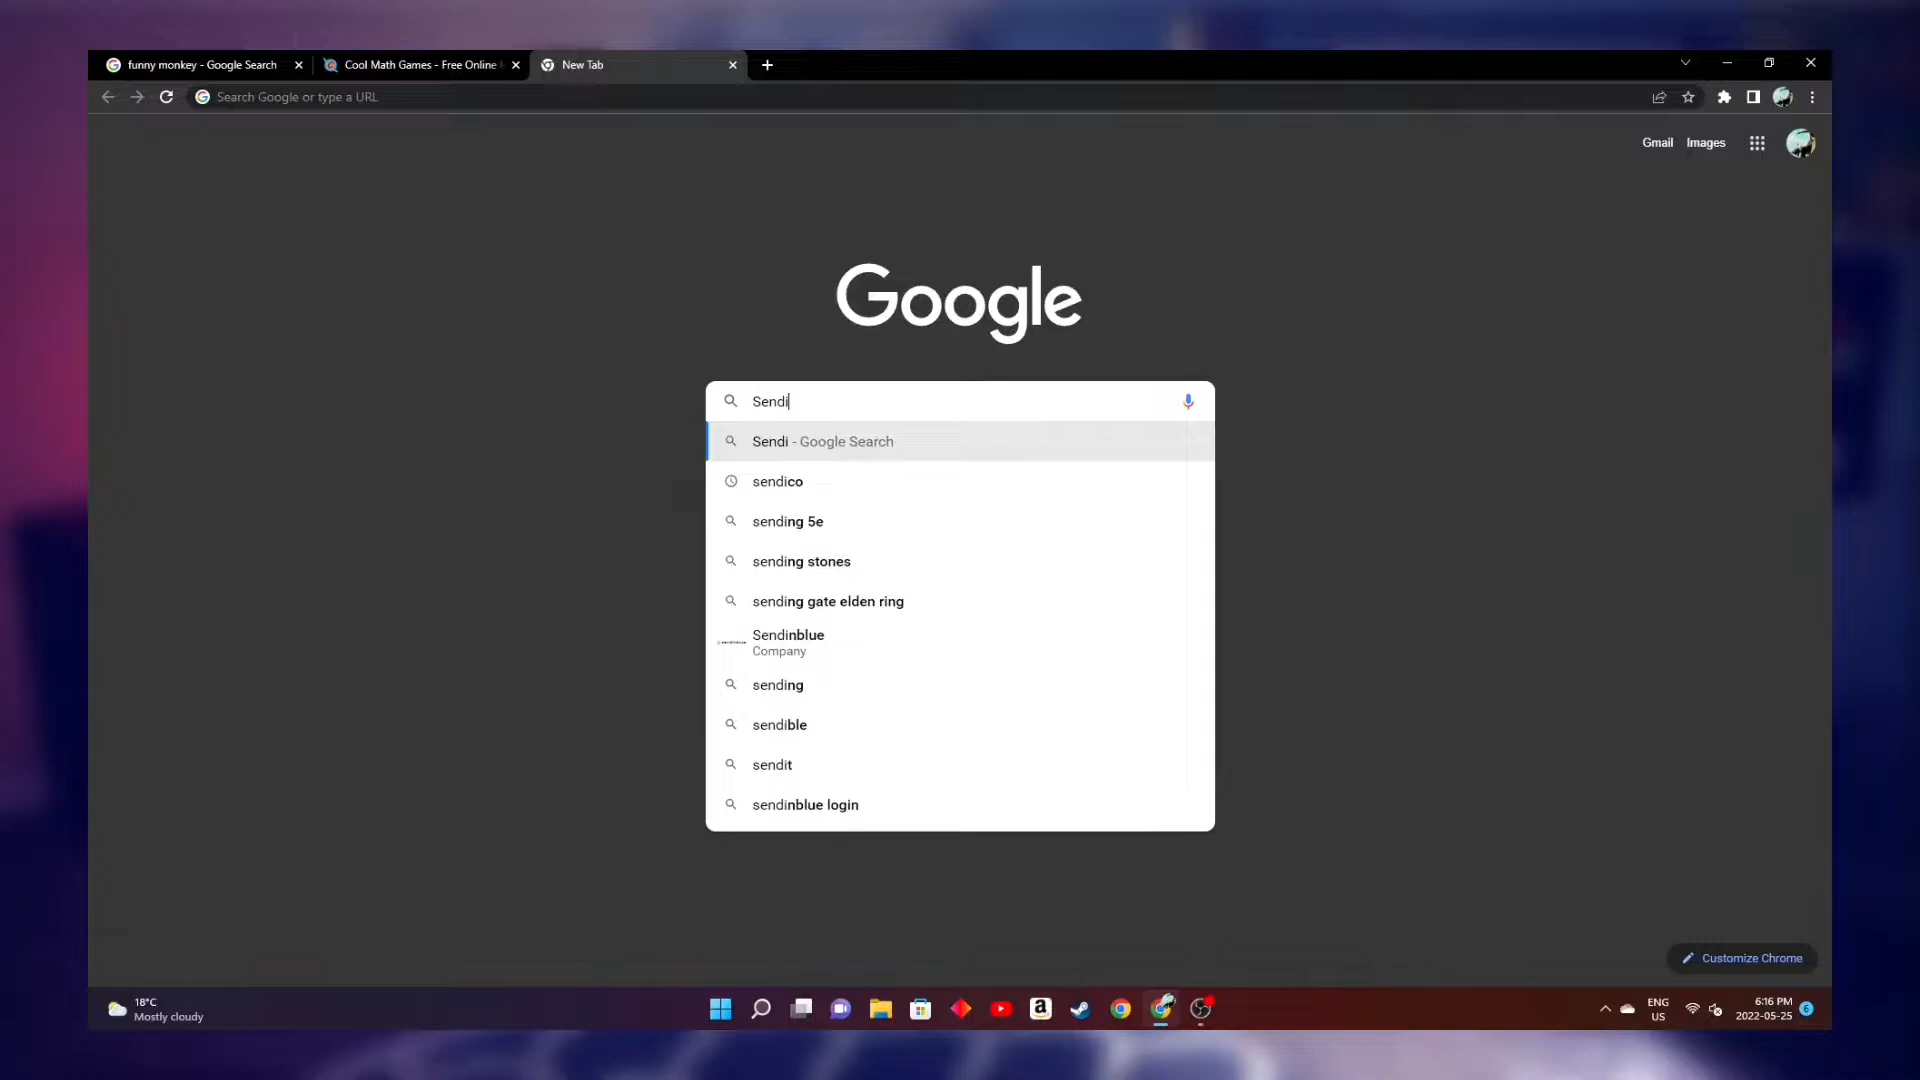 funny monkey - Google Search
Cool Math Games - Free Online
New Tab
Search Google or type a URL
Gmail Images
Google
Sendi
Sendi - Google Search
sendico
sending 5e
sending stones
sending gate elden ring
Sendinblue
Company
sending
sendible
sendit
sendinblue login
Customize Chrome
18°C
Mostly cloudy
ENG
US
6:16 PM
2022-05-25
6